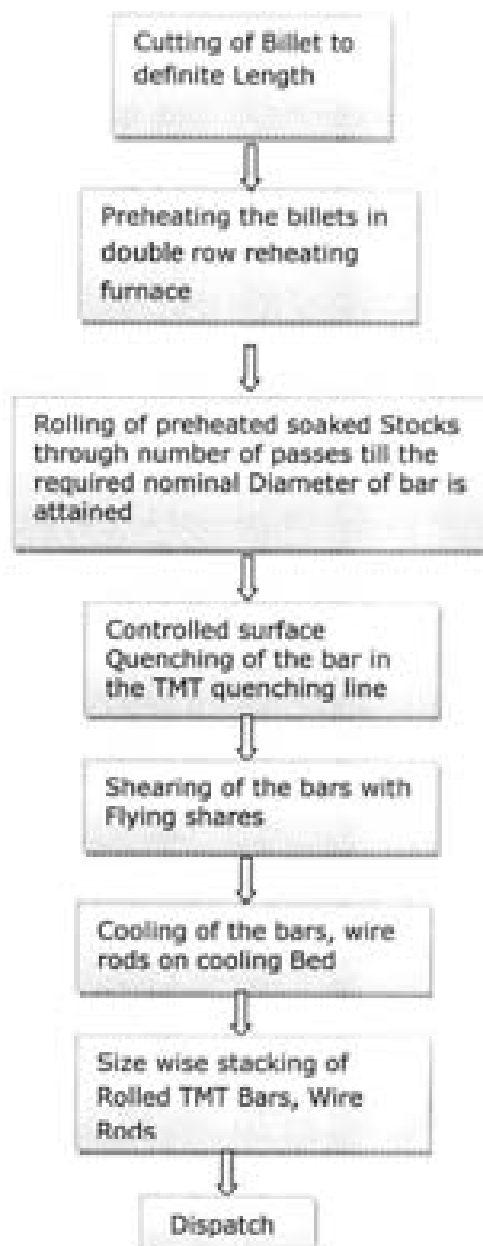 Cutting of Billet to
definite Length
Preheating the billets in
double row reheating
furnace
Rolling of preheated soaked Stocks
through number of passes till the
required nominal Diameter of bar is
attained
Controlled surface
Quenching of the bar in
the TMT quenching line
Shearing of the bars with
Flying shares
Cooling of the bars, wire
rods on cooling Bed
Size wise stacking of
Rolled TMT Bars, Wire
Rods
Dispatch